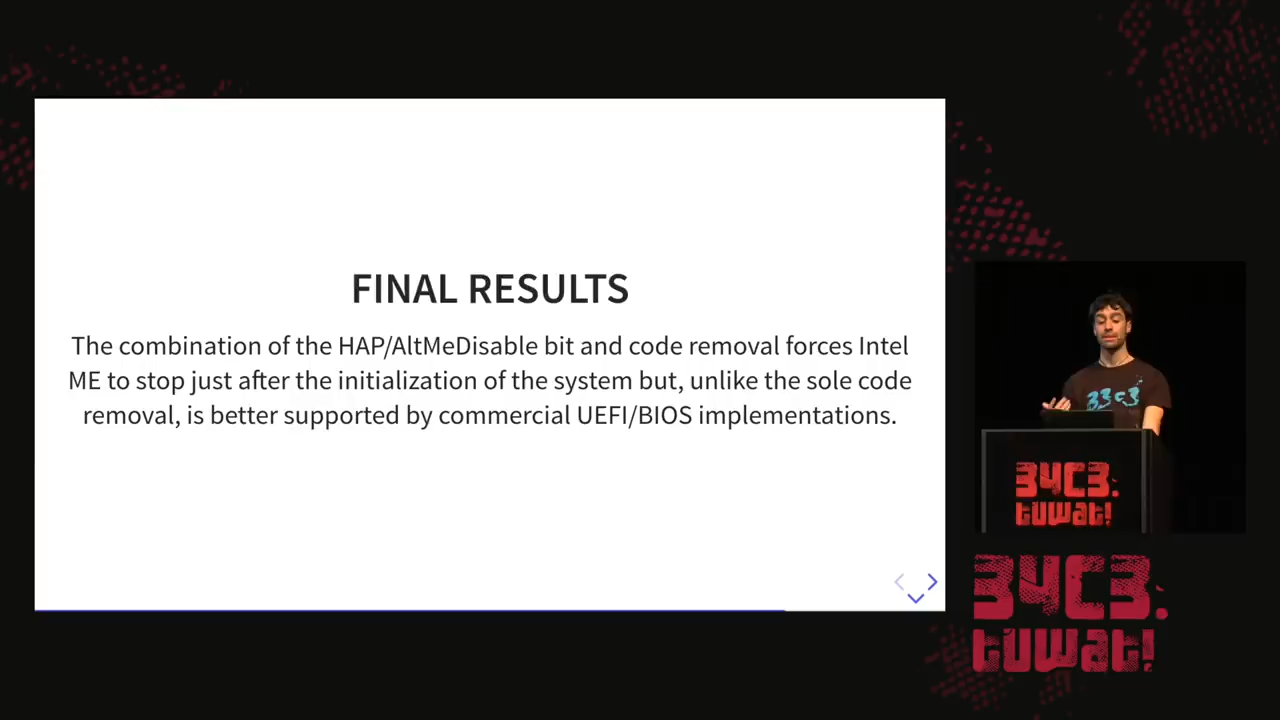 FINAL RESULTS
The combination of the HAP/AltMeDisable bit and code removal forces Intel
ME to stop just after the initialization of the system but, unlike the sole code
removal, is better supported by commercial UEFI/BIOS implementations.
33c3
34C3.
tuwat!
34C3.
tuwat!